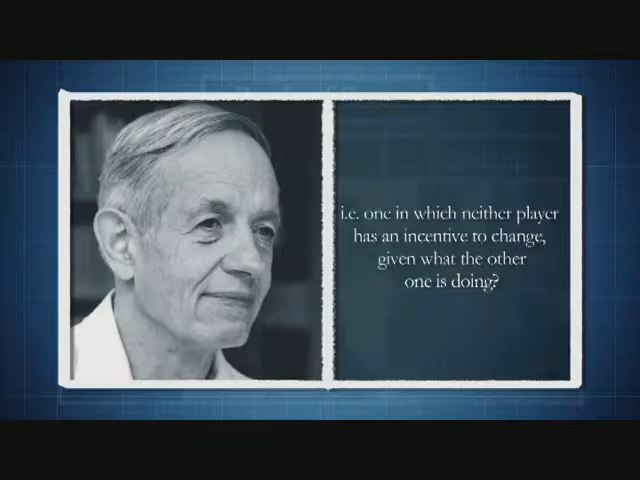 i.e. one in which neither player
has an incentive to change,
given what the other
one is doing?